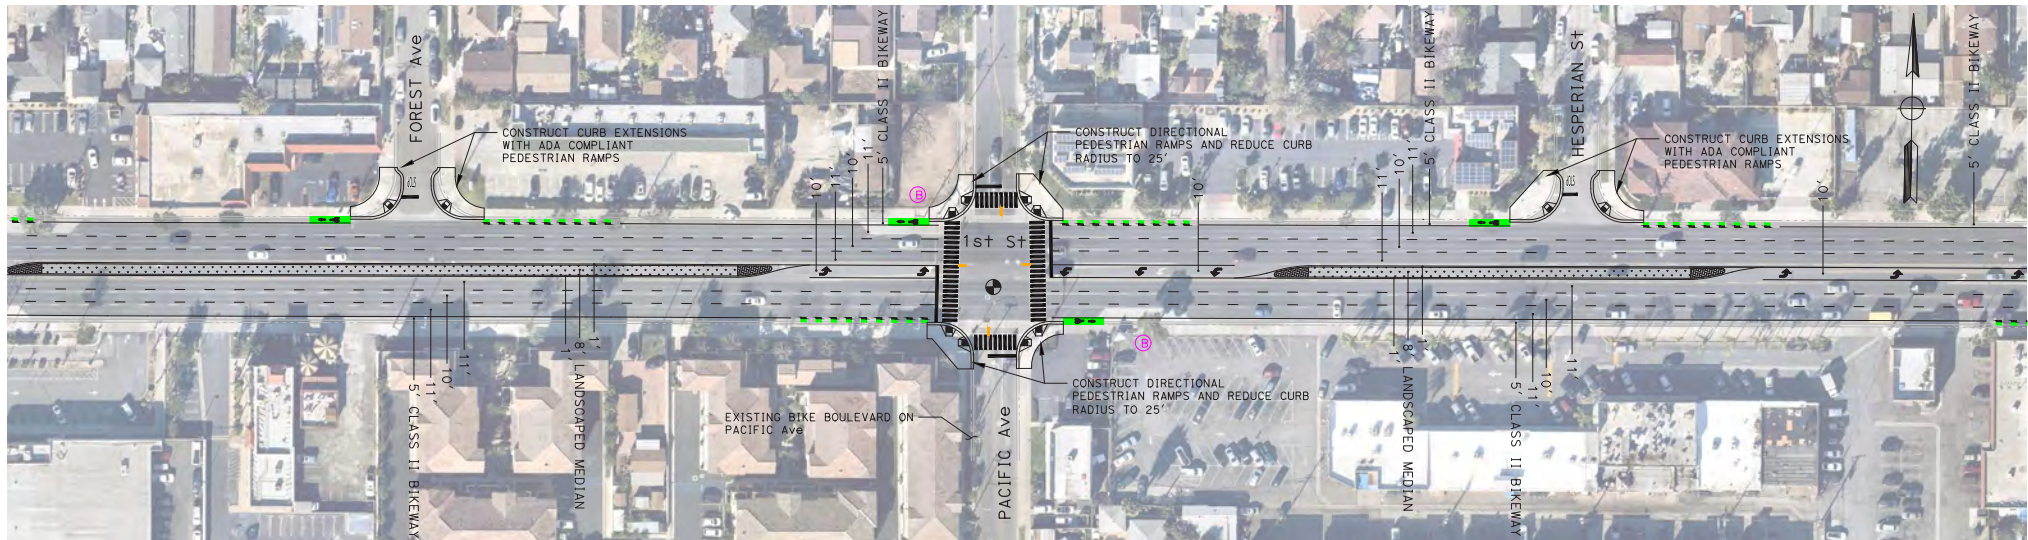 FOREST Ave
CONSTRUCT CURB EXTENSIONS
WITH ADA COMPLIANT
PEDESTRIAN RAMPS
STOP
10'
11'
10'
11'
5' CLASS II BIKEWAY
B
CONSTRUCT DIRECTIONAL
PEDESTRIAN RAMPS AND REDUCE CURB
RADIUS TO 25'
10'
11'
10'
11'
5' CLASS II BIKEWAY
HESPERIAN St
CONSTRUCT CURB EXTENSIONS
WITH ADA COMPLIANT
PEDESTRIAN RAMPS
STOP
10'
5' CLASS II BIKEWAY
1st St
5' CLASS II BIKEWAY
11'
10'
11'
1'
8' LANDSCAPED MEDIAN
1'
EXISTING BIKE BOULEVARD ON
PACIFIC Ave
PACIFIC Ave
CONSTRUCT DIRECTIONAL
PEDESTRIAN RAMPS AND REDUCE CURB
RADIUS TO 25'
B
1'
8' LANDSCAPED MEDIAN
1'
5' CLASS II BIKEWAY
11'
10'
11'